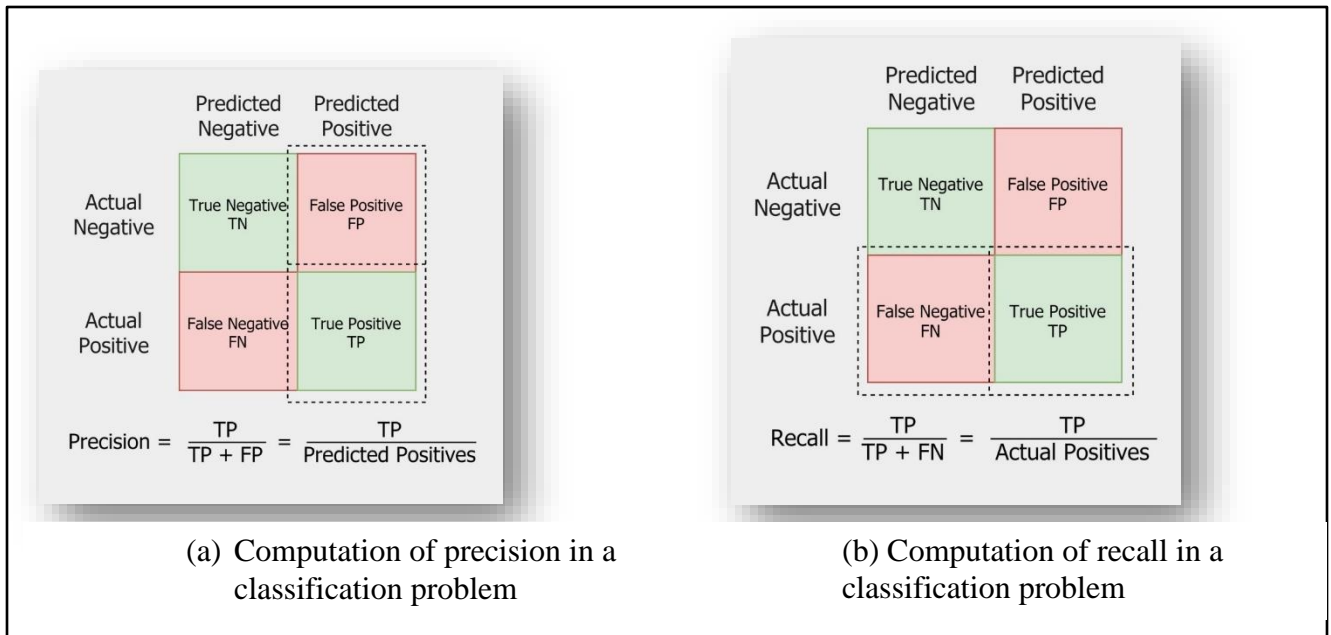 Predicted Negative
Predicted Positive
Actual Negative
True Negative TN
False Positive FP
Actual Positive
False Negative FN
True Positive TP
Precision = TP / TP + FP = TP / Predicted Positives
(a) Computation of precision in a
classification problem
Predicted Negative
Predicted Positive
Actual Negative
True Negative TN
False Positive FP
Actual Positive
False Negative FN
True Positive TP
Recall = TP / TP + FN = TP / Actual Positives
(b) Computation of recall in a
classification problem